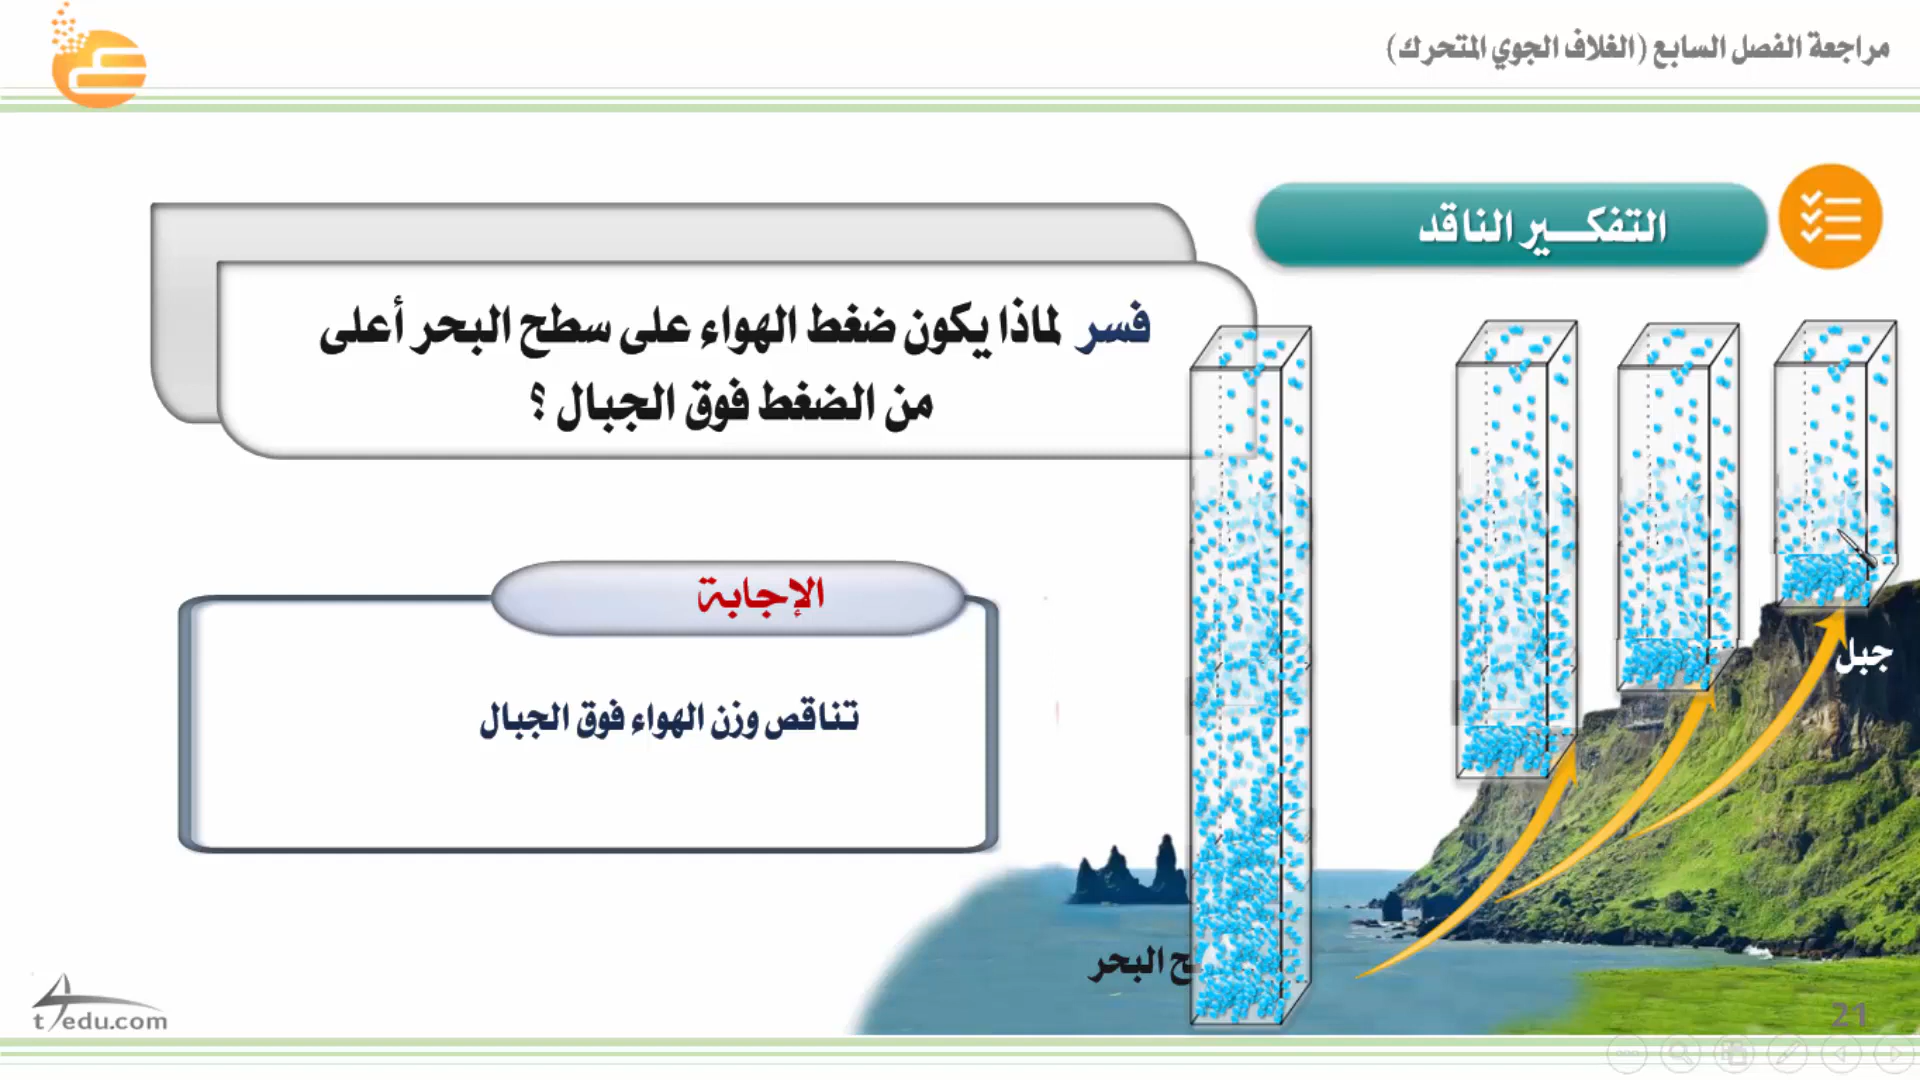 مراجعة الفصل السابع (الغلاف الجوي المتحرك)
التفكير الناقد
فسر لماذا يكون ضغط الهواء على سطح البحر أعلى
من الضغط فوق الجبال ؟
الإجابة
تناقص وزن الهواء فوق الجبال
جبل
البحر
t4edu.com
21